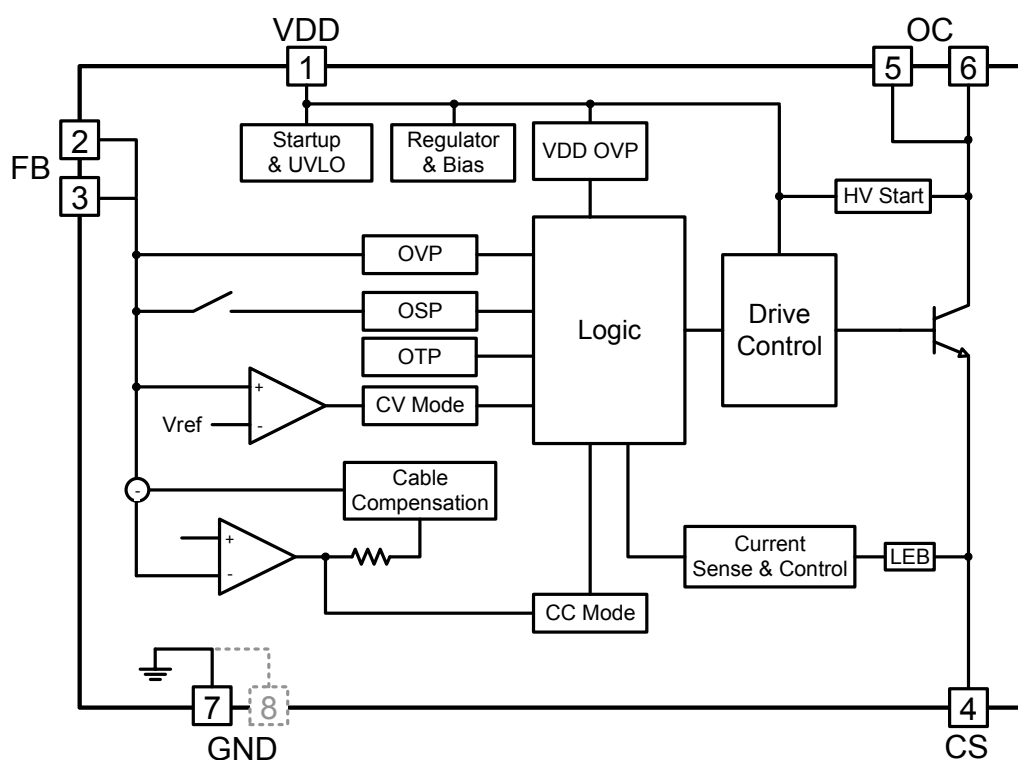 VDD
OC
1
5
6
2
FB
3
Startup
& UVLO
Regulator
& Bias
VDD OVP
HV Start
OVP
OSP
OTP
CV Mode
Logic
Drive
Control
+
-
Vref
-
Cable
Compensation
+
-
Current
Sense & Control
LEB
CC Mode
7
8
4
GND
CS